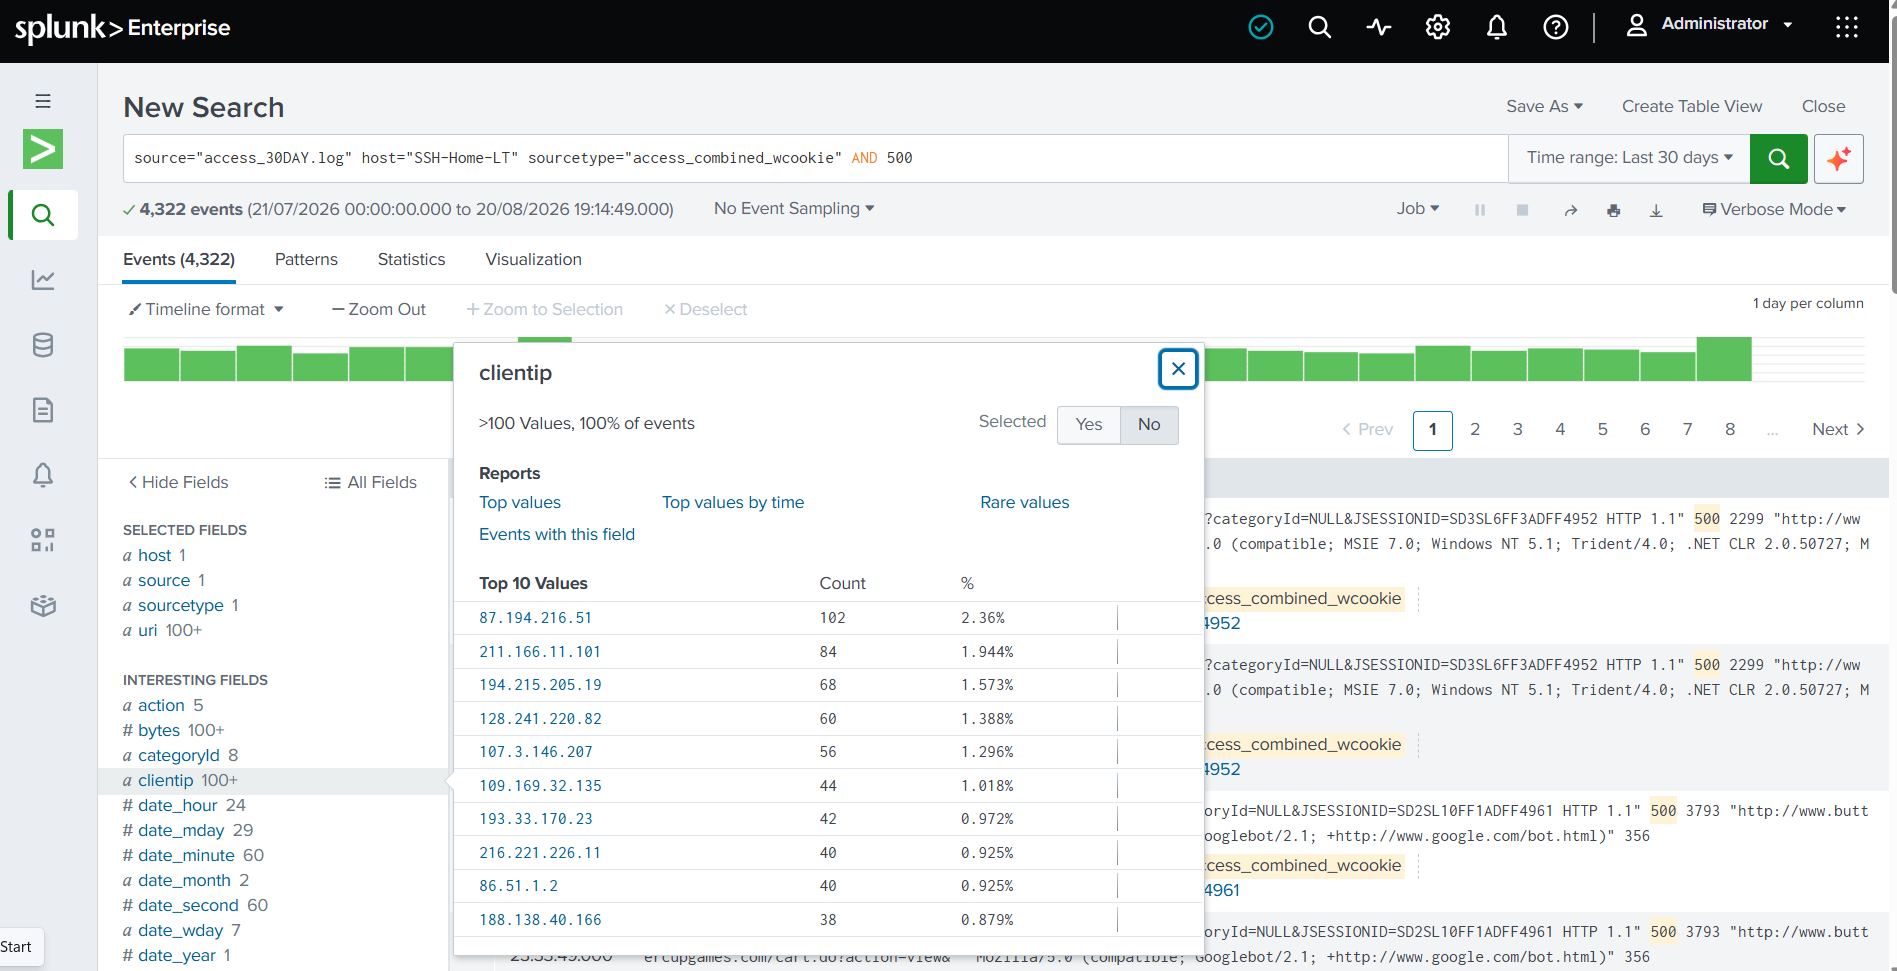 splunk> Enterprise
Administrator
New Search
Save As
Create Table View
Close
source="access_30DAY.log" host="SSH-Home-LT" sourcetype="access_combined_wcookie" AND 500
Time range: Last 30 days
4,322 events (21/07/2026 00:00:00.000 to 20/08/2026 19:14:49.000)
No Event Sampling
Job
Verbose Mode
Events (4,322)
Patterns
Statistics
Visualization
Timeline format
Zoom Out
Zoom to Selection
Deselect
1 day per column
clientip
>100 Values, 100% of events
Selected
Yes
No
Reports
Top values
Top values by time
Rare values
Events with this field
Top 10 Values Count %
87.194.216.51 102 2.36%
211.166.11.101 84 1.944%
194.215.205.19 68 1.573%
128.241.220.82 60 1.388%
107.3.146.207 56 1.296%
109.169.32.135 44 1.018%
193.33.170.23 42 0.972%
216.221.226.11 40 0.925%
86.51.1.2 40 0.925%
188.138.40.166 38 0.879%
Prev 1 2 3 4 5 6 7 8 ... Next
Hide Fields
All Fields
SELECTED FIELDS
a host 1
a source 1
a sourcetype 1
a uri 100+
INTERESTING FIELDS
a action 5
# bytes 100+
a categoryId 8
a clientip 100+
# date_hour 24
# date_mday 29
# date_minute 60
a date_month 2
# date_second 60
a date_wday 7
# date_year 1
?categoryId=NULL&JSESSIONID=SD3SL6FF3ADFF4952 HTTP 1.1" 500 2299 "http://ww
.0 (compatible; MSIE 7.0; Windows NT 5.1; Trident/4.0; .NET CLR 2.0.50727; M
ccess_combined_wcookie
4952
?categoryId=NULL&JSESSIONID=SD3SL6FF3ADFF4952 HTTP 1.1" 500 2299 "http://ww
.0 (compatible; MSIE 7.0; Windows NT 5.1; Trident/4.0; .NET CLR 2.0.50727; M
ccess_combined_wcookie
4952
oryId=NULL&JSESSIONID=SD2SL10FF1ADFF4961 HTTP 1.1" 500 3793 "http://www.butt
ooglebot/2.1; +http://www.google.com/bot.html)" 356
ccess_combined_wcookie
4961
oryId=NULL&JSESSIONID=SD2SL10FF1ADFF4961 HTTP 1.1" 500 3793 "http://www.butt
ercupgames.com/cart.do?action=view& Mozilla/5.0 (compatible; Googlebot/2.1; +http://www.google.com/bot.html)" 356
Start